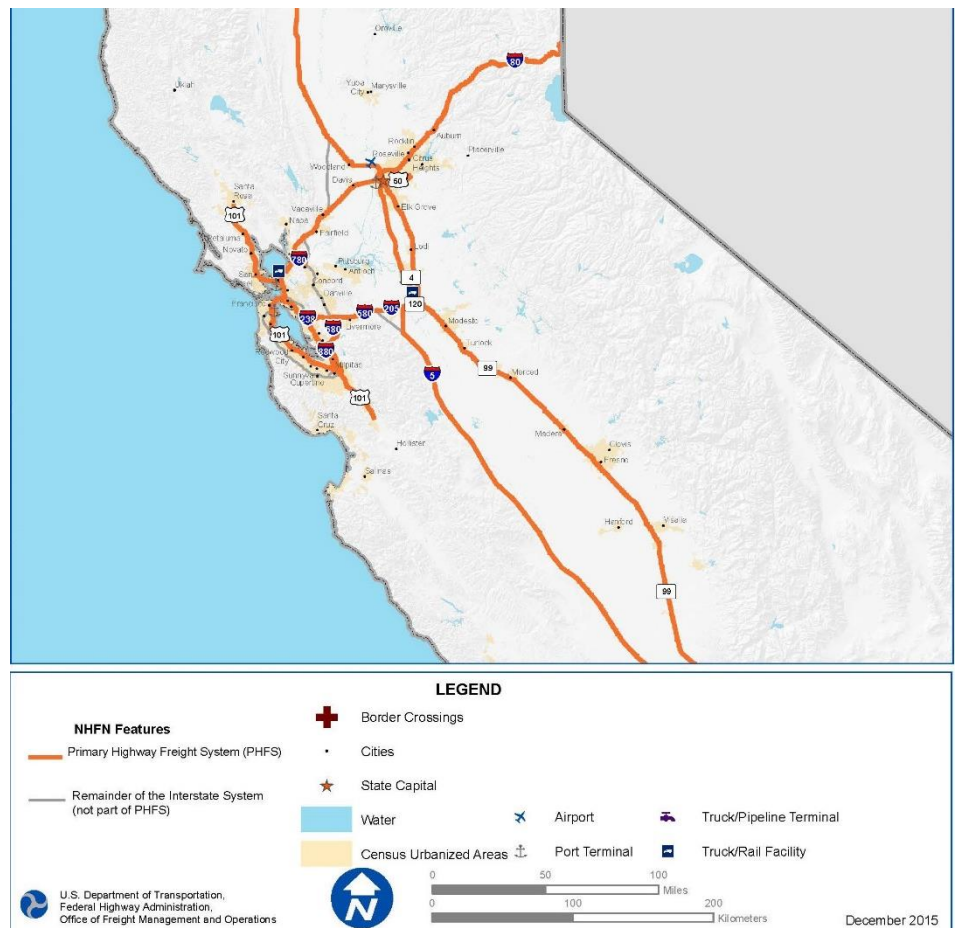 Oroville
80
Ukiah
Yuba
City
Marysville
Auburn
Rocklin
Placerville
Roseville
Citrus
Heights
Woodland
Davis
50
Santa
Rosa
Elk Grove
Vacaville
101
Napa
Fairfield
Petaluma
Lodi
Novato
780
Pittsburg
Antioch
4
Concord
Danville
120
580
205
238
Livermore
Modesto
680
101
Turlock
880
Milpitas
City
99
Merced
5
Sunnyvale
Cupertino
101
Santa
Cruz
Madera
Clovis
Fresno
Hollister
Salinas
Hanford
Visalia
99
LEGEND
NHFN Features
Primary Highway Freight System (PHFS)
Remainder of the Interstate System
(not part of PHFS)
Border Crossings
Cities
State Capital
Water
Airport
Truck/Pipeline Terminal
Census Urbanized Areas
Port Terminal
Truck/Rail Facility
N
0 50 100
Miles
0 100 200
Kilometers
U.S. Department of Transportation,
Federal Highway Administration,
Office of Freight Management and Operations
December 2015